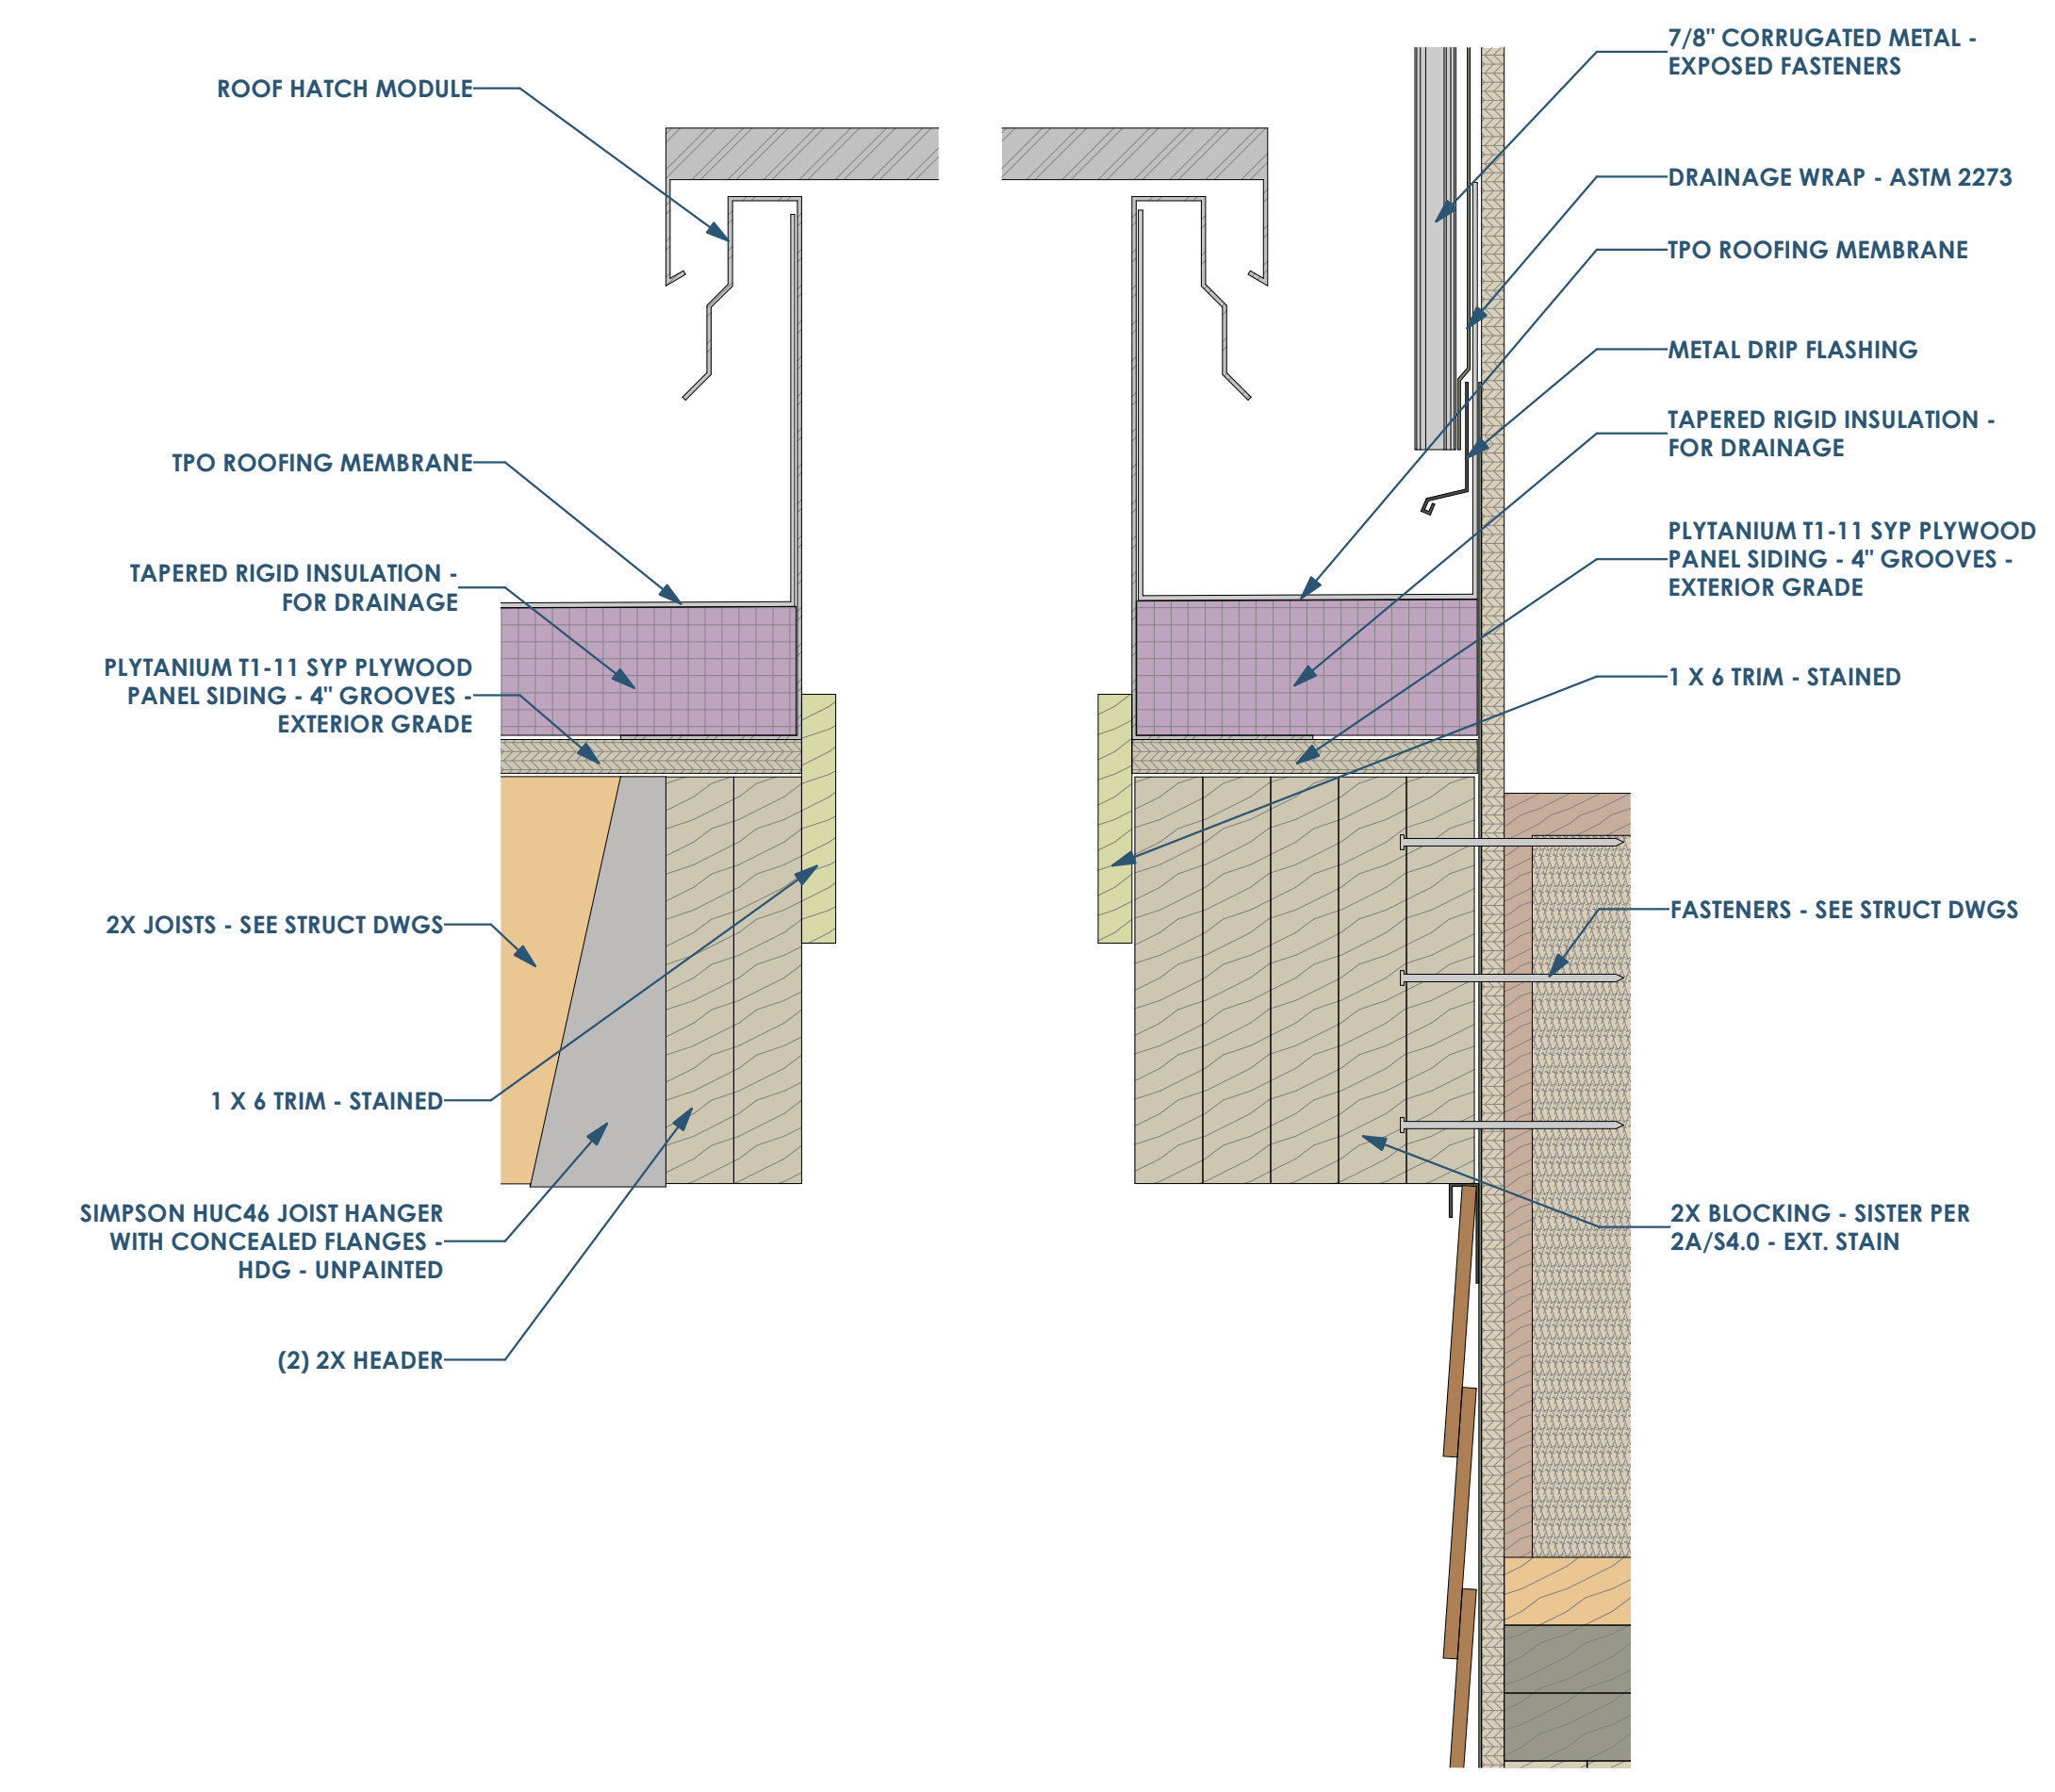 ROOF HATCH MODULE
TPO ROOFING MEMBRANE
TAPERED RIGID INSULATION -
FOR DRAINAGE
PLYTANIUM T1-11 SYP PLYWOOD
PANEL SIDING - 4" GROOVES -
EXTERIOR GRADE
2X JOISTS - SEE STRUCT DWGS
1 X 6 TRIM - STAINED
SIMPSON HUC46 JOIST HANGER
WITH CONCEALED FLANGES -
HDG - UNPAINTED
(2) 2X HEADER
7/8" CORRUGATED METAL -
EXPOSED FASTENERS
DRAINAGE WRAP - ASTM 2273
TPO ROOFING MEMBRANE
METAL DRIP FLASHING
TAPERED RIGID INSULATION -
FOR DRAINAGE
PLYTANIUM T1-11 SYP PLYWOOD
PANEL SIDING - 4" GROOVES -
EXTERIOR GRADE
1 X 6 TRIM - STAINED
FASTENERS - SEE STRUCT DWGS
2X BLOCKING - SISTER PER
2A/S4.0 - EXT. STAIN